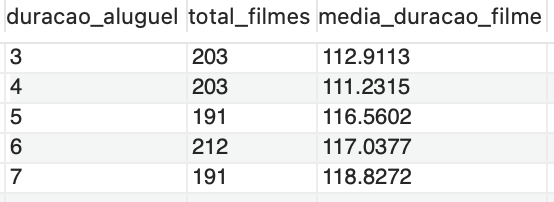 duracao_aluguel total_filmes media_duracao_filme
3 203 112.9113
4 203 111.2315
5 191 116.5602
6 212 117.0377
7 191 118.8272